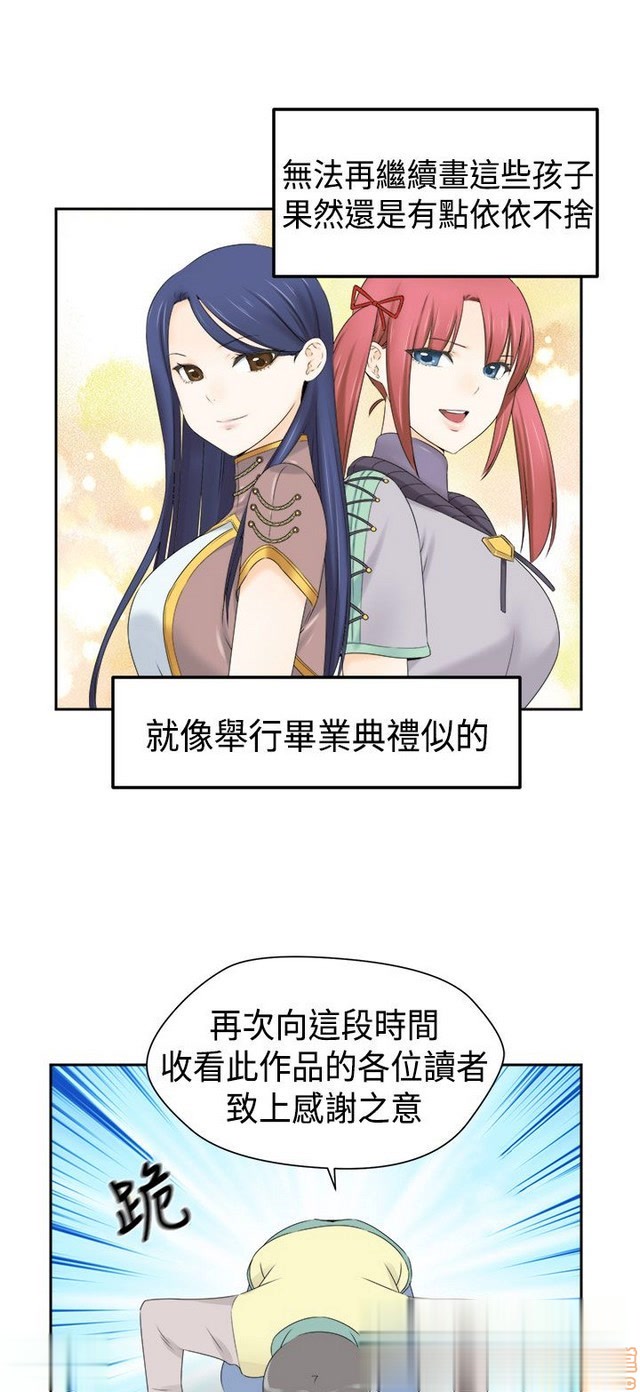 無法再繼續畫這些孩子
果然還是有點依依不捨
就像舉行畢業典禮似的
再次向這段時間
收看此作品的各位讀者
致上感謝之意
跪